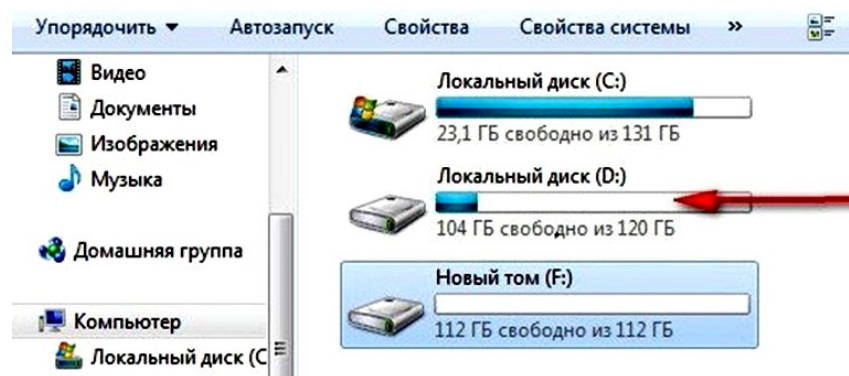 Упорядочить Автозапуск Свойства Свойства системы »
Видео
Документы
Изображения
Музыка
Домашняя группа
Компьютер
Локальный диск (C
Локальный диск (C:)
23,1 ГБ свободно из 131 ГБ
Локальный диск (D:)
104 ГБ свободно из 120 ГБ
Новый том (F:)
112 ГБ свободно из 112 ГБ